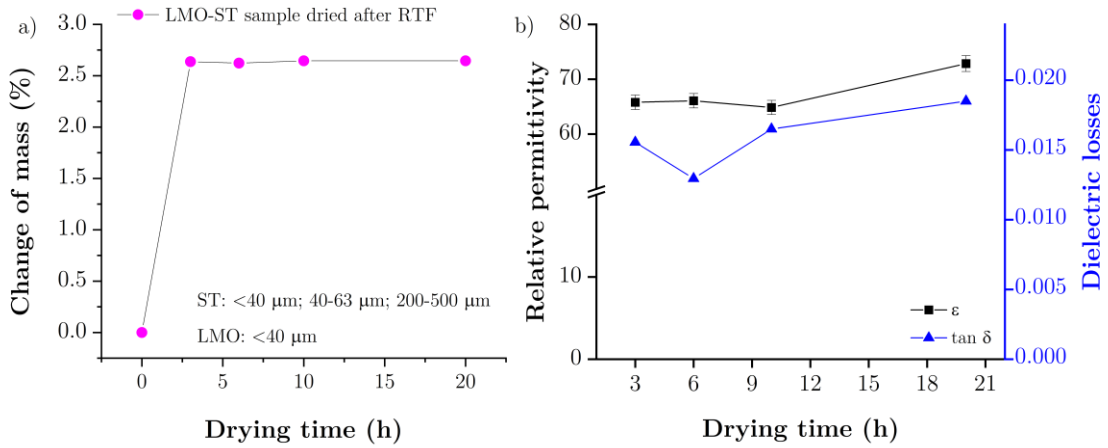 a)
LMO-ST sample dried after RTF
3.0
2.5
2.0
1.5
1.0
0.5
0.0
Change of mass (%)
ST: <40 μm; 40-63 μm; 200-500 μm
LMO: <40 μm
0 5 10 15 20
Drying time (h)
b)
80
70
60
10
0
Relative permittivity
0.020
0.015
0.010
0.005
0.000
Dielectric losses
ε
tan δ
3 6 9 12 15 18 21
Drying time (h)